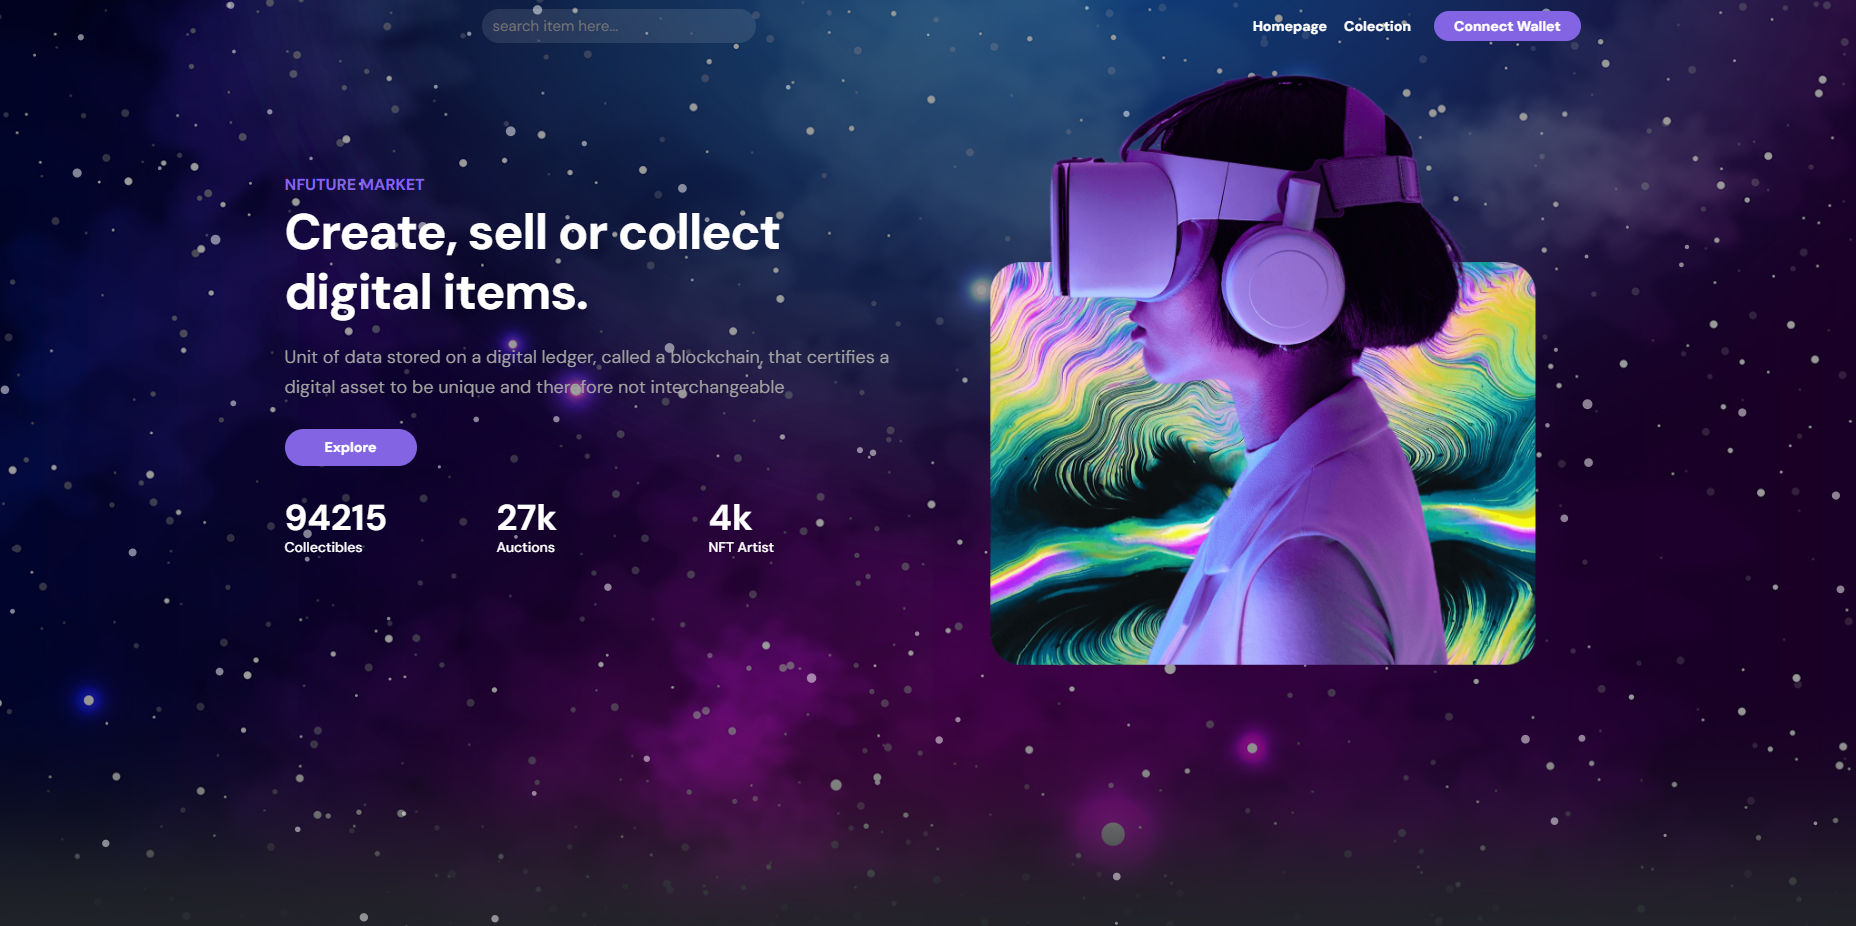 search item here...
Homepage
Colection
Connect Wallet
NFUTURE MARKET
Create, sell or collect
digital items.
Unit of data stored on a digital ledger, called a blockchain, that certifies a
digital asset to be unique and therefore not interchangeable
Explore
94215
Collectibles
27k
Auctions
4k
NFT Artist